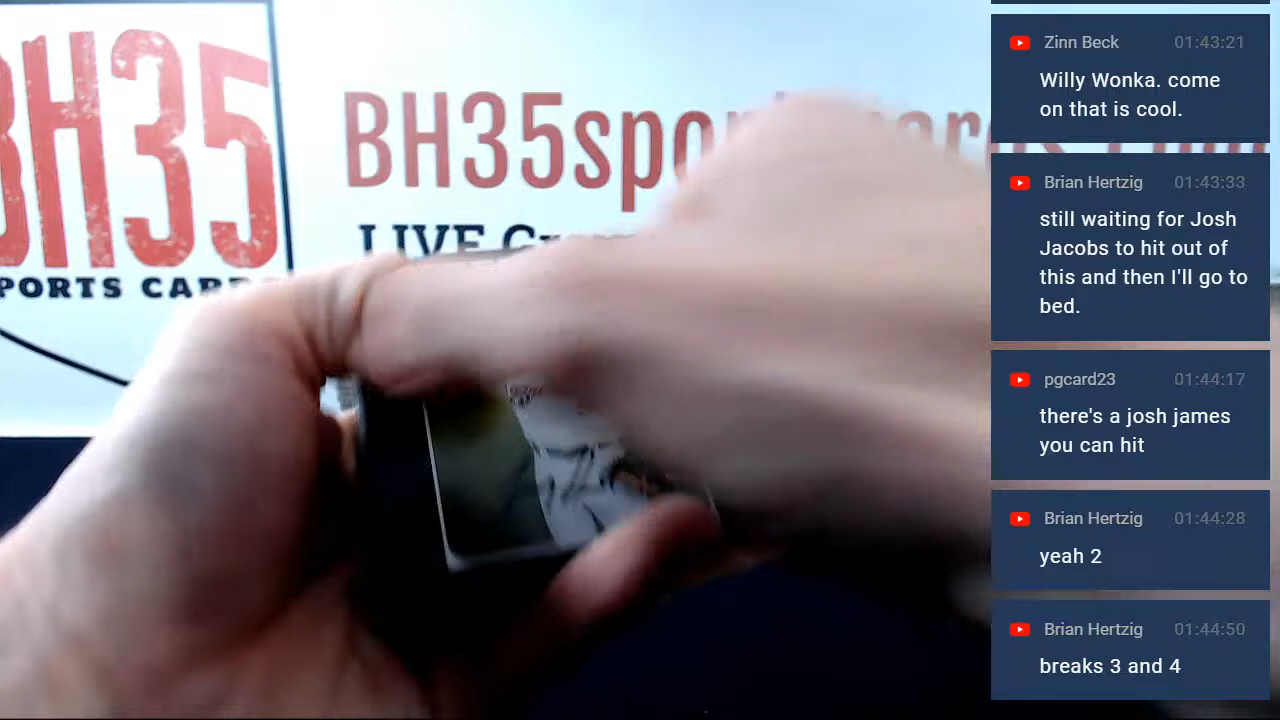 BH35
SPORTS
BH35spor
LIVE
Zinn Beck 01:43:21
Willy Wonka. come
on that is cool.
Brian Hertzig 01:43:33
still waiting for Josh
Jacobs to hit out of
this and then I'll go to
bed.
pgcard23 01:44:17
there's a josh james
you can hit
Brian Hertzig 01:44:28
yeah 2
Brian Hertzig 01:44:50
breaks 3 and 4